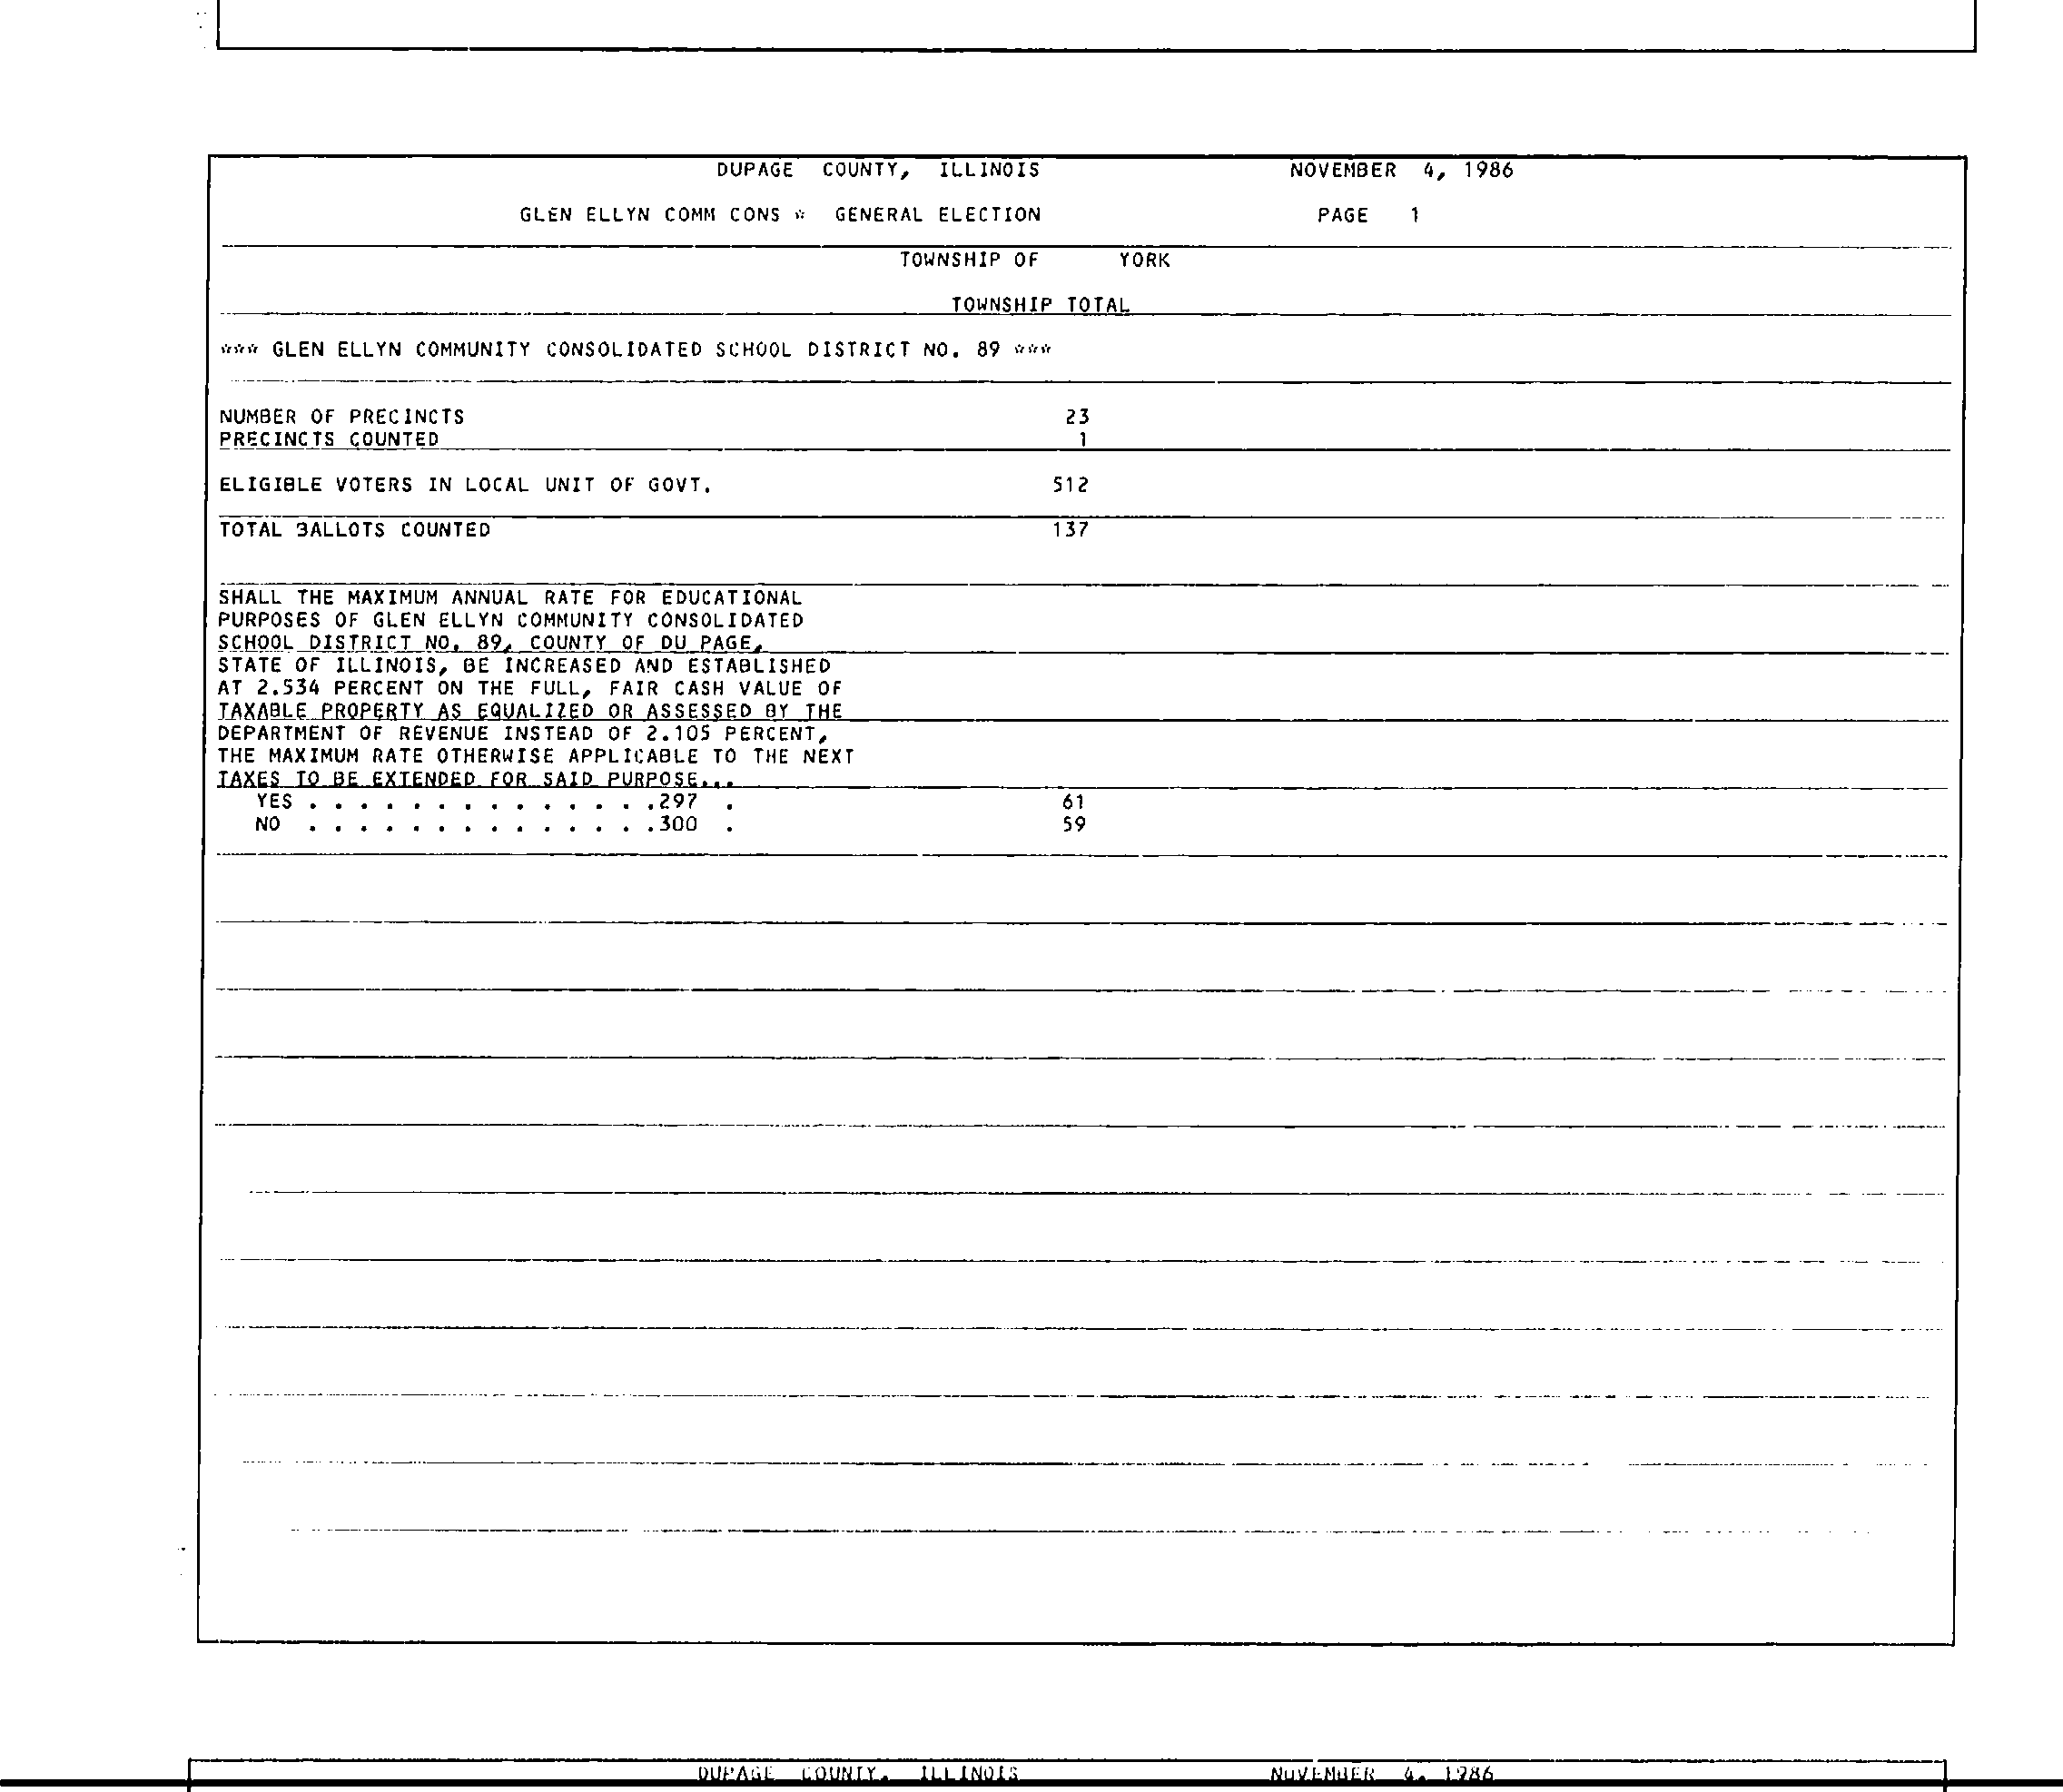 DUPAGE COUNTY, ILLINOIS NOVEMBER 4, 1986
GLEN ELLYN COMM CONS * GENERAL ELECTION PAGE 1
TOWNSHIP OF YORK
TOWNSHIP TOTAL
*** GLEN ELLYN COMMUNITY CONSOLIDATED SCHOOL DISTRICT NO. 89 ***
NUMBER OF PRECINCTS 23
PRECINCTS COUNTED 1
ELIGIBLE VOTERS IN LOCAL UNIT OF GOVT. 512
TOTAL BALLOTS COUNTED 137
SHALL THE MAXIMUM ANNUAL RATE FOR EDUCATIONAL
PURPOSES OF GLEN ELLYN COMMUNITY CONSOLIDATED
SCHOOL DISTRICT NO. 89, COUNTY OF DU PAGE,
STATE OF ILLINOIS, BE INCREASED AND ESTABLISHED
AT 2.534 PERCENT ON THE FULL, FAIR CASH VALUE OF
TAXABLE PROPERTY AS EQUALIZED OR ASSESSED BY THE
DEPARTMENT OF REVENUE INSTEAD OF 2.105 PERCENT,
THE MAXIMUM RATE OTHERWISE APPLICABLE TO THE NEXT
TAXES TO BE EXTENDED FOR SAID PURPOSE...
YES . . . . . . . . . . . . . .297 . 61
NO . . . . . . . . . . . . . .300 . 59
DUPAGE COUNTY, ILLINOIS NOVEMBER 4, 1986